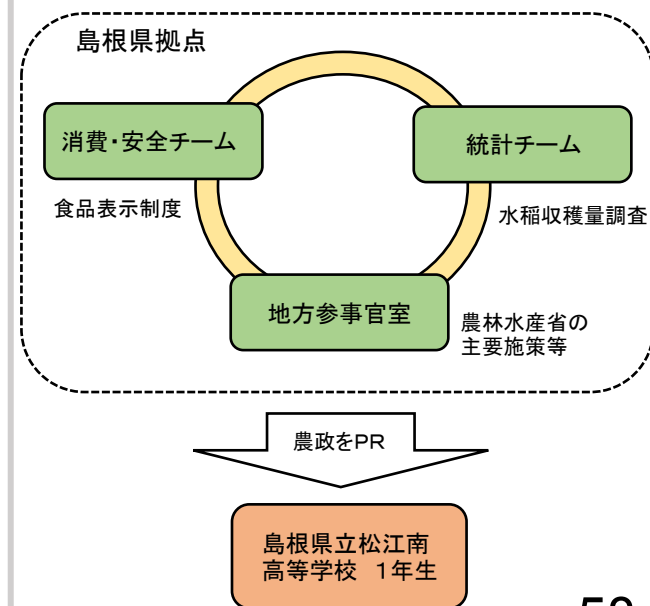 島根県拠点
消費・安全チーム
統計チーム
食品表示制度
水稲収穫量調査
地方参事官室
農林水産省の
主要施策等
農政をPR
島根県立松江南
高等学校 1年生